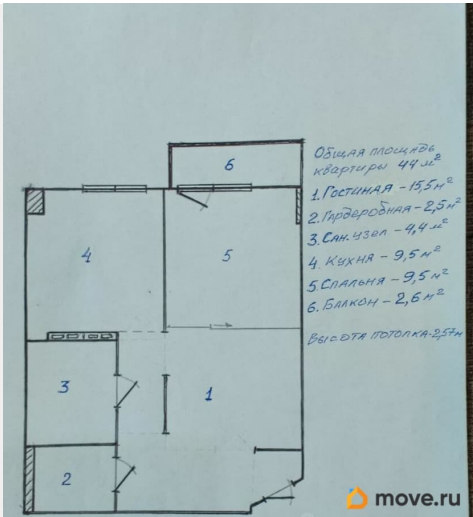 6
4
5
3
1
2
Общая площадь
квартиры 44 м²
1. Гостиная – 15,5 м²
2. Гардеробная – 2,5 м²
3. Сан. узел – 4,4 м²
4. Кухня – 9,5 м²
5. Спальня – 9,5 м²
6. Балкон – 2,6 м²
Высота потолка-2,57м
move.ru